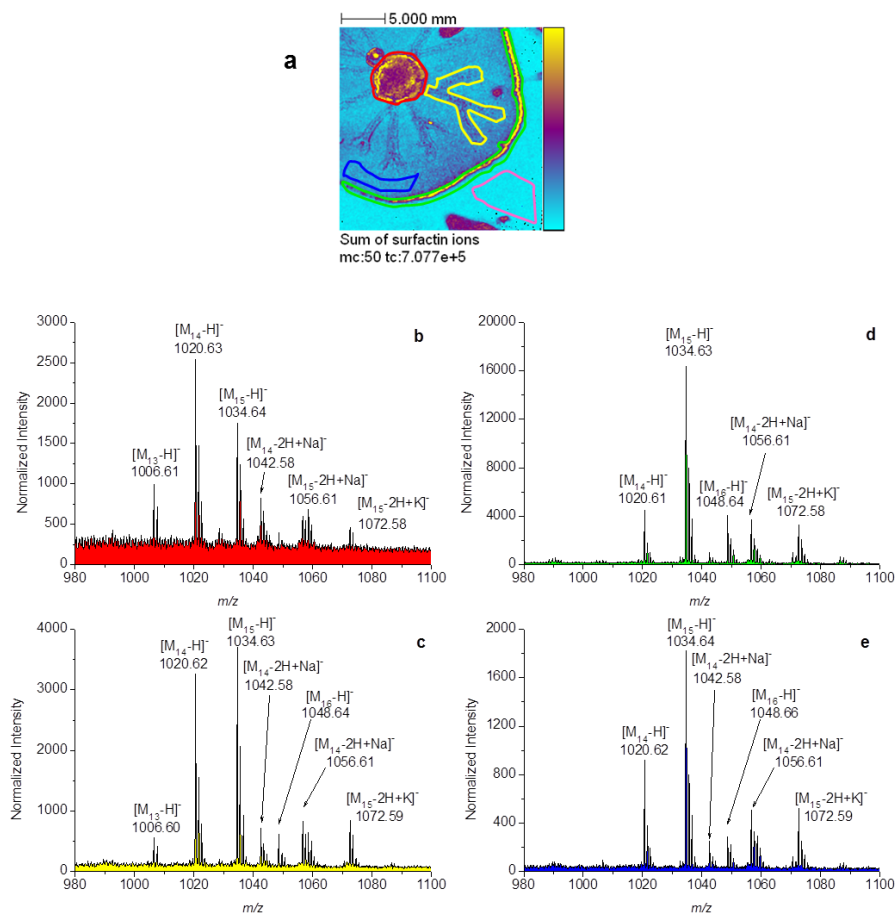 5.000 mm
a
Sum of surfactin ions
mc:50 tc:7.077e+5
b
3000
2500
2000
1500
1000
500
0
Normalized Intensity
[M₁₃-H]⁻
1006.61
[M₁₄-H]⁻
1020.63
[M₁₅-H]⁻
1034.64
[M₁₄-2H+Na]⁻
1042.58
[M₁₅-2H+Na]⁻
1056.61
[M₁₅-2H+K]⁻
1072.58
980 1000 1020 1040 1060 1080 1100
m/z
d
20000
16000
12000
8000
4000
0
Normalized Intensity
[M₁₄-H]⁻
1020.61
[M₁₅-H]⁻
1034.63
[M₁₆-H]⁻
1048.64
[M₁₄-2H+Na]⁻
1056.61
[M₁₅-2H+K]⁻
1072.58
980 1000 1020 1040 1060 1080 1100
m/z
c
4000
3000
2000
1000
0
Normalized Intensity
[M₁₃-H]⁻
1006.60
[M₁₄-H]⁻
1020.62
[M₁₅-H]⁻
1034.63
[M₁₄-2H+Na]⁻
1042.58
[M₁₆-H]⁻
1048.64
[M₁₄-2H+Na]⁻
1056.61
[M₁₅-2H+K]⁻
1072.59
980 1000 1020 1040 1060 1080 1100
m/z
e
2000
1600
1200
800
400
0
Normalized Intensity
[M₁₄-H]⁻
1020.62
[M₁₅-H]⁻
1034.64
[M₁₄-2H+Na]⁻
1042.58
[M₁₆-H]⁻
1048.66
[M₁₄-2H+Na]⁻
1056.61
[M₁₅-2H+K]⁻
1072.59
980 1000 1020 1040 1060 1080 1100
m/z